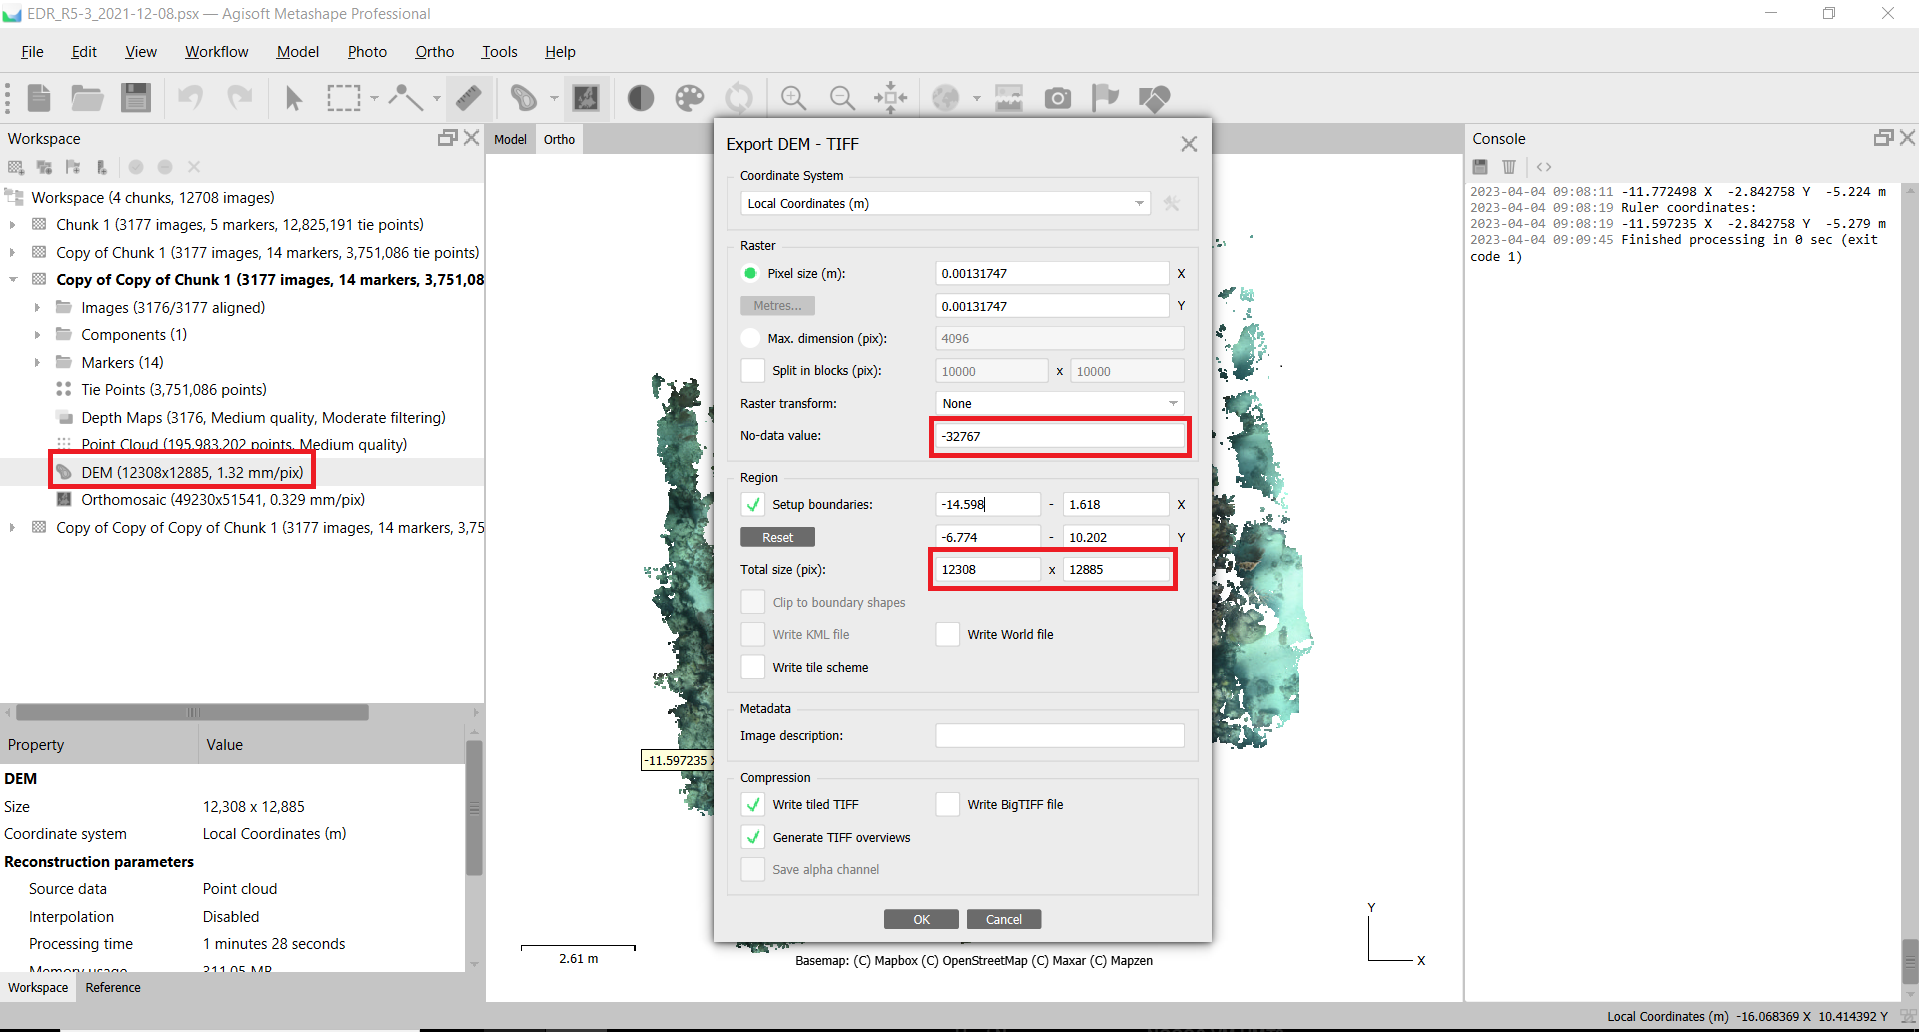 EDR_R5-3_2021-12-08.psx — Agisoft Metashape Professional
File Edit View Workflow Model Photo Ortho Tools Help
Workspace
Workspace (4 chunks, 12708 images)
Chunk 1 (3177 images, 5 markers, 12,825,191 tie points)
Copy of Chunk 1 (3177 images, 14 markers, 3,751,086 tie points)
Copy of Copy of Chunk 1 (3177 images, 14 markers, 3,751,08
Images (3176/3177 aligned)
Components (1)
Markers (14)
Tie Points (3,751,086 points)
Depth Maps (3176, Medium quality, Moderate filtering)
Point Cloud (195,983,202 points, Medium quality)
DEM (12308x12885, 1.32 mm/pix)
Orthomosaic (49230x51541, 0.329 mm/pix)
Copy of Copy of Copy of Chunk 1 (3177 images, 14 markers, 3,75
Property Value
DEM
Size 12,308 x 12,885
Coordinate system Local Coordinates (m)
Reconstruction parameters
Source data Point cloud
Interpolation Disabled
Processing time 1 minutes 28 seconds
Memory usage 311.05 MB
Workspace Reference
Model Ortho
-11.597235 X
2.61 m
Basemap: (C) Mapbox (C) OpenStreetMap (C) Maxar (C) Mapzen
Y
X
Export DEM - TIFF
Coordinate System
Local Coordinates (m)
Raster
Pixel size (m): 0.00131747 X
Metres... 0.00131747 Y
Max. dimension (pix): 4096
Split in blocks (pix): 10000 x 10000
Raster transform: None
No-data value: -32767
Region
Setup boundaries: -14.598 - 1.618 X
Reset -6.774 - 10.202 Y
Total size (pix): 12308 x 12885
Clip to boundary shapes
Write KML file Write World file
Write tile scheme
Metadata
Image description:
Compression
Write tiled TIFF Write BigTIFF file
Generate TIFF overviews
Save alpha channel
OK Cancel
Console
2023-04-04 09:08:11 -11.772498 X -2.842758 Y -5.224 m
2023-04-04 09:08:19 Ruler coordinates:
2023-04-04 09:08:19 -11.597235 X -2.842758 Y -5.279 m
2023-04-04 09:09:45 Finished processing in 0 sec (exit
code 1)
Local Coordinates (m) -16.068369 X 10.414392 Y